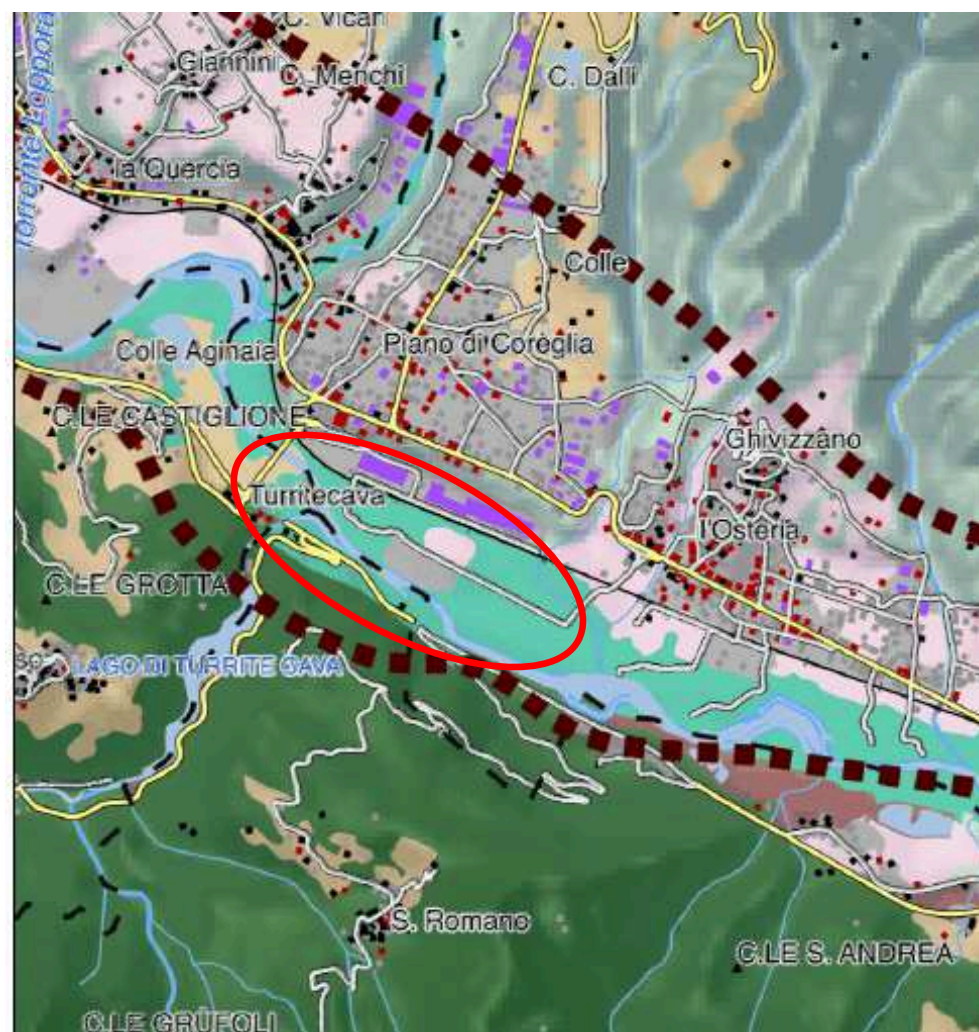 C. Vicari
Giannini
C. Menchi
C. Dalli
la Quercia
Torrente Loppora
Colle
Colle Aginaia
Piano di Coreglia
C.LE CASTIGLIONE
Ghivizzano
Turritecava
l'Osteria
C.LE GROTTA
LAGO DI TURRITE CAVA
S. Romano
C.LE S. ANDREA
C.LE GRUFOLI